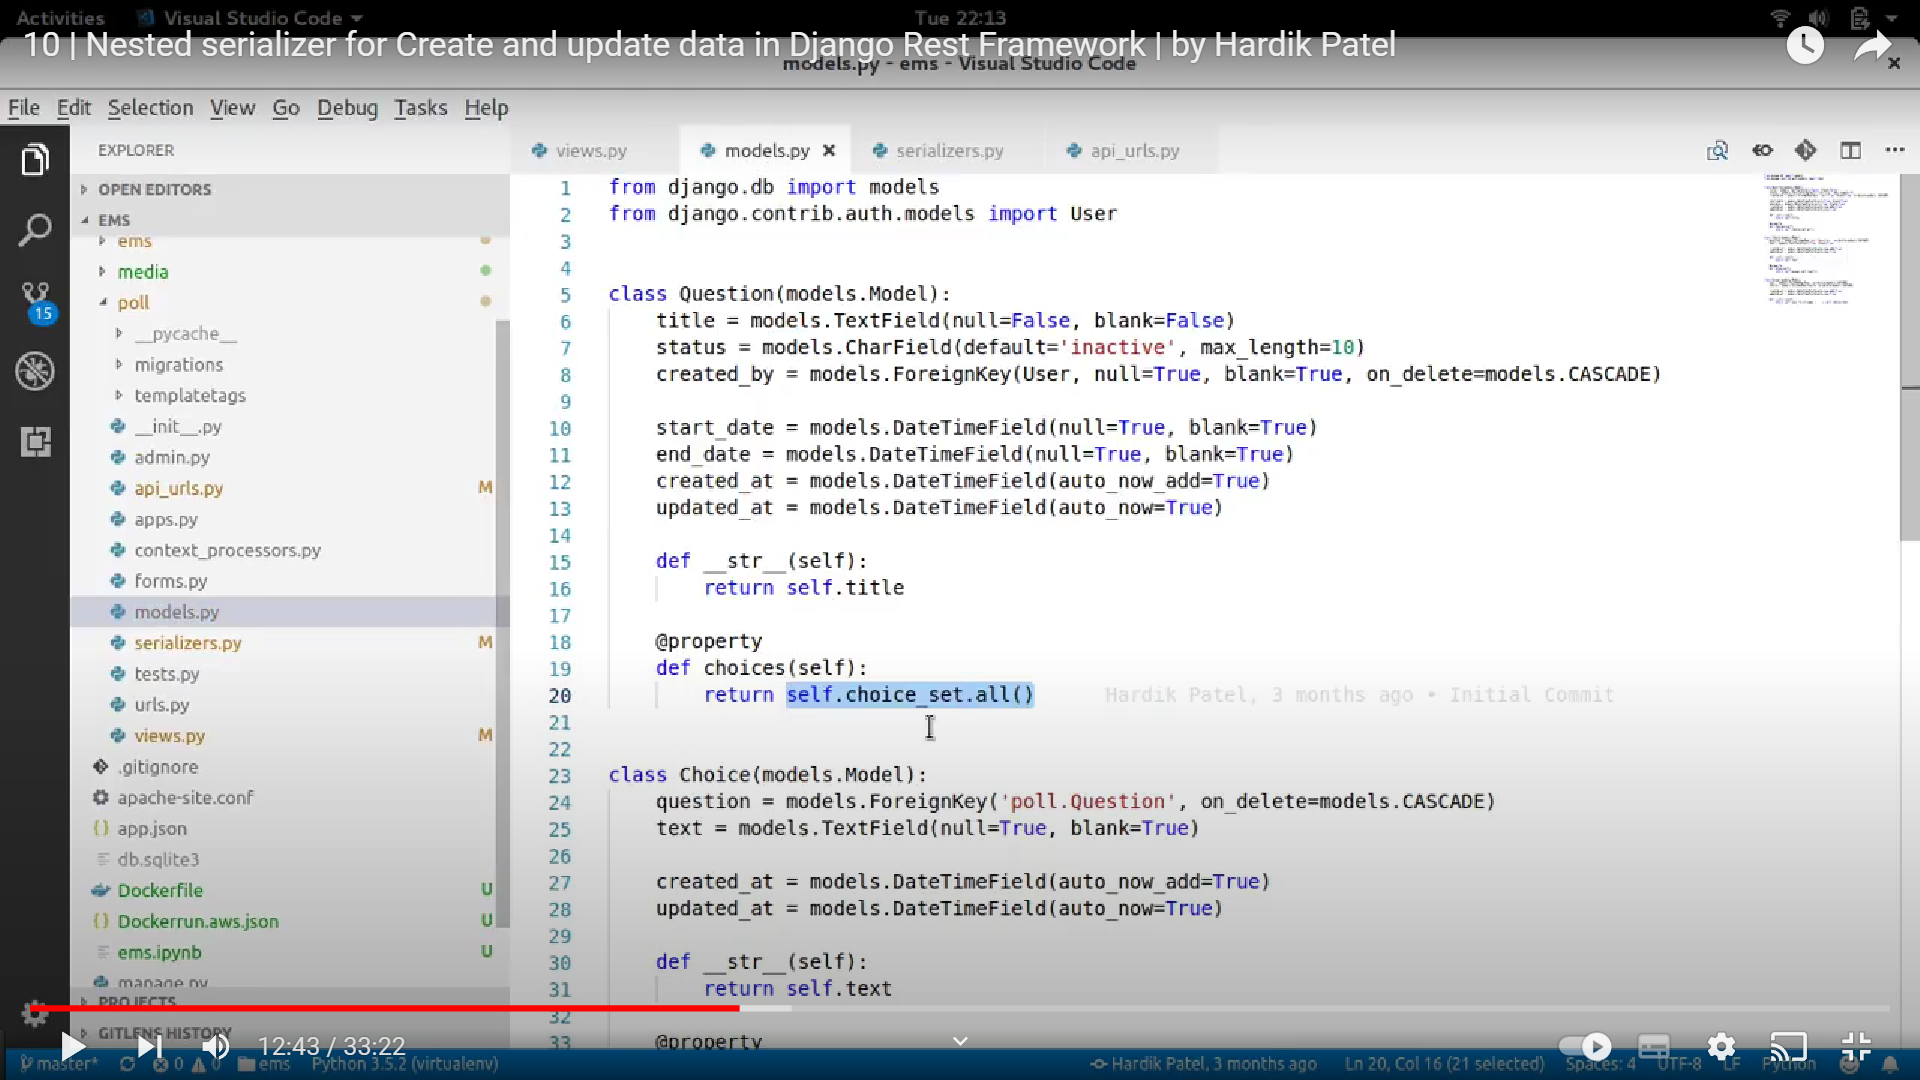 Activities
Visual Studio Code
Tue 22:13
10 | Nested serializer for Create and update data in Django Rest Framework | by Hardik Patel
models.py - ems - Visual Studio Code
File Edit Selection View Go Debug Tasks Help
EXPLORER
OPEN EDITORS
EMS
ems
media
poll
__pycache__
migrations
templatetags
__init__.py
admin.py
api_urls.py M
apps.py
context_processors.py
forms.py
models.py
serializers.py M
tests.py
urls.py
views.py M
.gitignore
apache-site.conf
app.json
db.sqlite3
Dockerfile U
Dockerrun.aws.json U
ems.ipynb U
manage.py
PROJECTS
GITLENS HISTORY
15
views.py models.py serializers.py api_urls.py
1 from django.db import models
2 from django.contrib.auth.models import User
3
4
5 class Question(models.Model):
6 title = models.TextField(null=False, blank=False)
7 status = models.CharField(default='inactive', max_length=10)
8 created_by = models.ForeignKey(User, null=True, blank=True, on_delete=models.CASCADE)
9
10 start_date = models.DateTimeField(null=True, blank=True)
11 end_date = models.DateTimeField(null=True, blank=True)
12 created_at = models.DateTimeField(auto_now_add=True)
13 updated_at = models.DateTimeField(auto_now=True)
14
15 def __str__(self):
16 return self.title
17
18 @property
19 def choices(self):
20 return self.choice_set.all() Hardik Patel, 3 months ago • Initial Commit
21
22
23 class Choice(models.Model):
24 question = models.ForeignKey('poll.Question', on_delete=models.CASCADE)
25 text = models.TextField(null=True, blank=True)
26
27 created_at = models.DateTimeField(auto_now_add=True)
28 updated_at = models.DateTimeField(auto_now=True)
29
30 def __str__(self):
31 return self.text
32
33 @property
12:43 / 33:22
master* 0 0 ems Python 3.5.2 (virtualenv) Hardik Patel, 3 months ago Ln 20, Col 16 (21 selected) Spaces: 4 UTF-8 LF Python